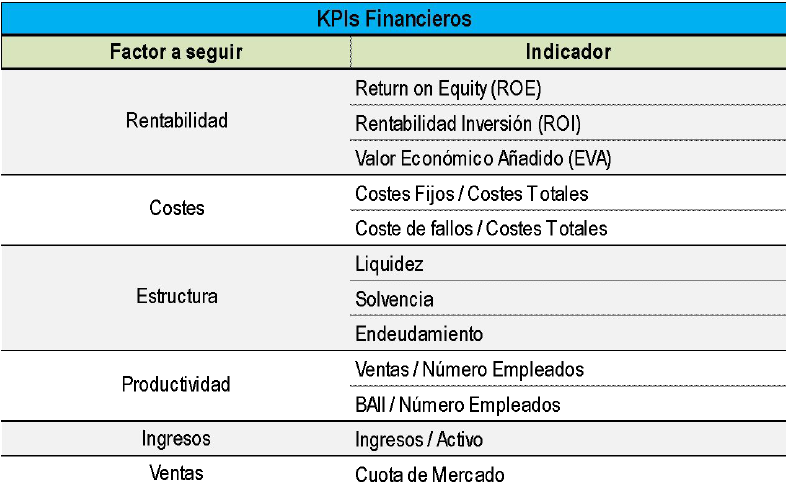 KPIs Financieros
Factor a seguir Indicador
Rentabilidad
Return on Equity (ROE)
Rentabilidad Inversión (ROI)
Valor Económico Añadido (EVA)
Costes
Costes Fijos / Costes Totales
Coste de fallos / Costes Totales
Estructura
Liquidez
Solvencia
Endeudamiento
Productividad
Ventas / Número Empleados
BAII / Número Empleados
Ingresos Ingresos / Activo
Ventas Cuota de Mercado